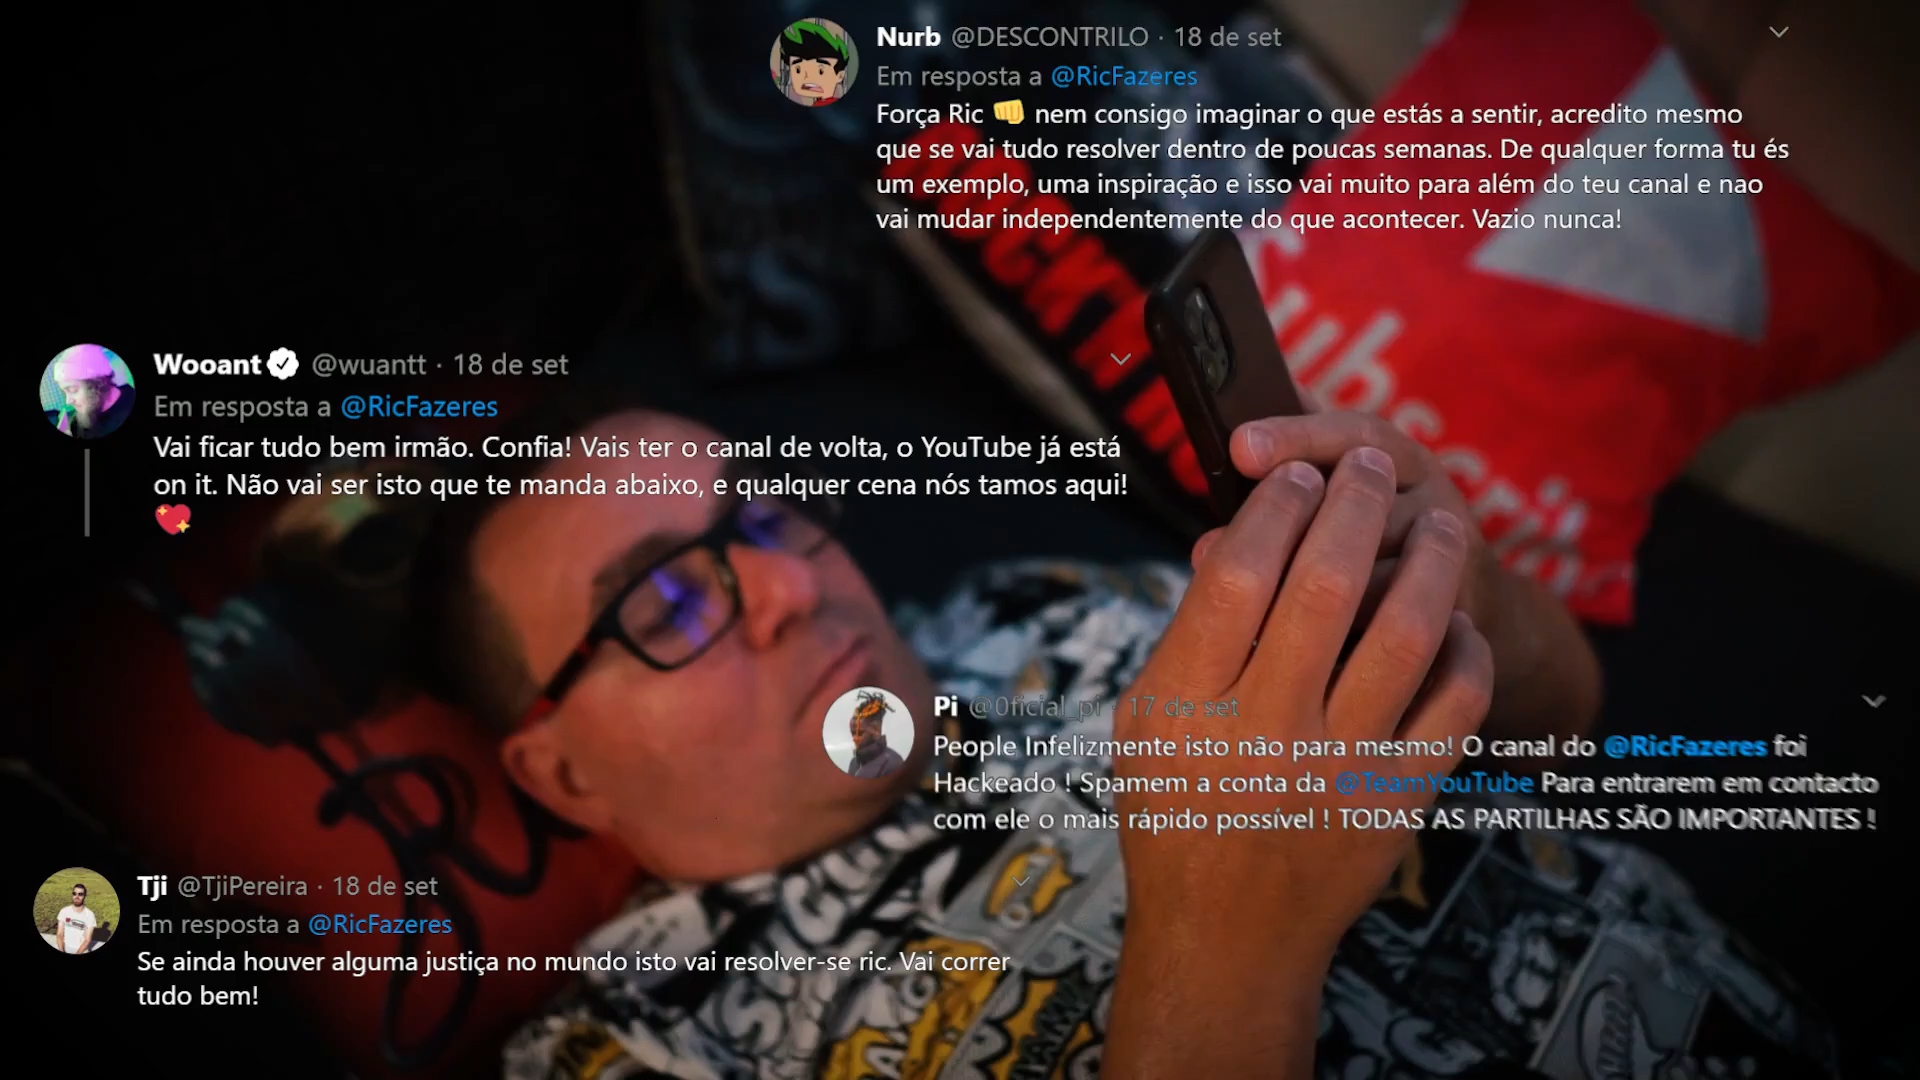 Nurb @DESCONTRILO · 18 de set
Em resposta a @RicFazeres
Força Ric 👊 nem consigo imaginar o que estás a sentir, acredito mesmo
que se vai tudo resolver dentro de poucas semanas. De qualquer forma tu és
um exemplo, uma inspiração e isso vai muito para além do teu canal e nao
vai mudar independentemente do que acontecer. Vazio nunca!
Subscribe
Wooant @wuantt · 18 de set
Em resposta a @RicFazeres
Vai ficar tudo bem irmão. Confia! Vais ter o canal de volta, o YouTube já está
on it. Não vai ser isto que te manda abaixo, e qualquer cena nós tamos aqui!
💖
Pi @0ficial_pi · 17 de set
People Infelizmente isto não para mesmo! O canal do @RicFazeres foi
Hackeado ! Spamem a conta da @TeamYouTube Para entrarem em contacto
com ele o mais rápido possível ! TODAS AS PARTILHAS SÃO IMPORTANTES !
Tji @TjiPereira · 18 de set
Em resposta a @RicFazeres
Se ainda houver alguma justiça no mundo isto vai resolver-se ric. Vai correr
tudo bem!